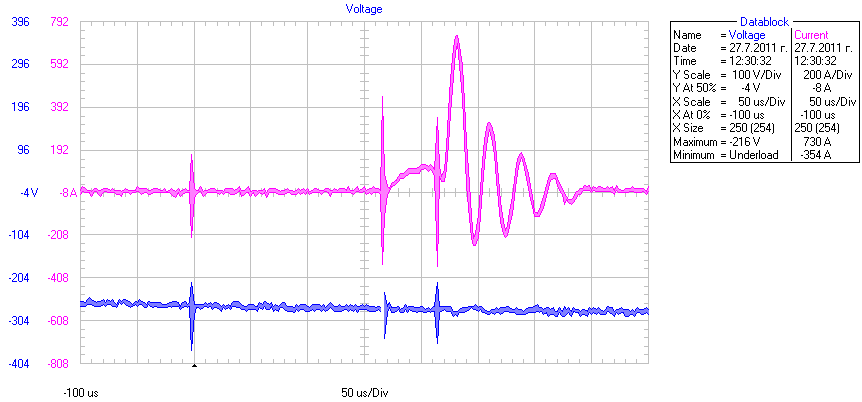 Voltage
396 792
296 592
196 392
96 192
-4 V -8 A
-104 -208
-204 -408
-304 -608
-404 -808
-100 us 50 us/Div
Datablock
Name = Voltage Current
Date = 27.7.2011 г. 27.7.2011 г.
Time = 12:30:32 12:30:32
Y Scale = 100 V/Div 200 A/Div
Y At 50% = -4 V -8 A
X Scale = 50 us/Div 50 us/Div
X At 0% = -100 us -100 us
X Size = 250 (254) 250 (254)
Maximum = -216 V 730 A
Minimum = Underload -354 A